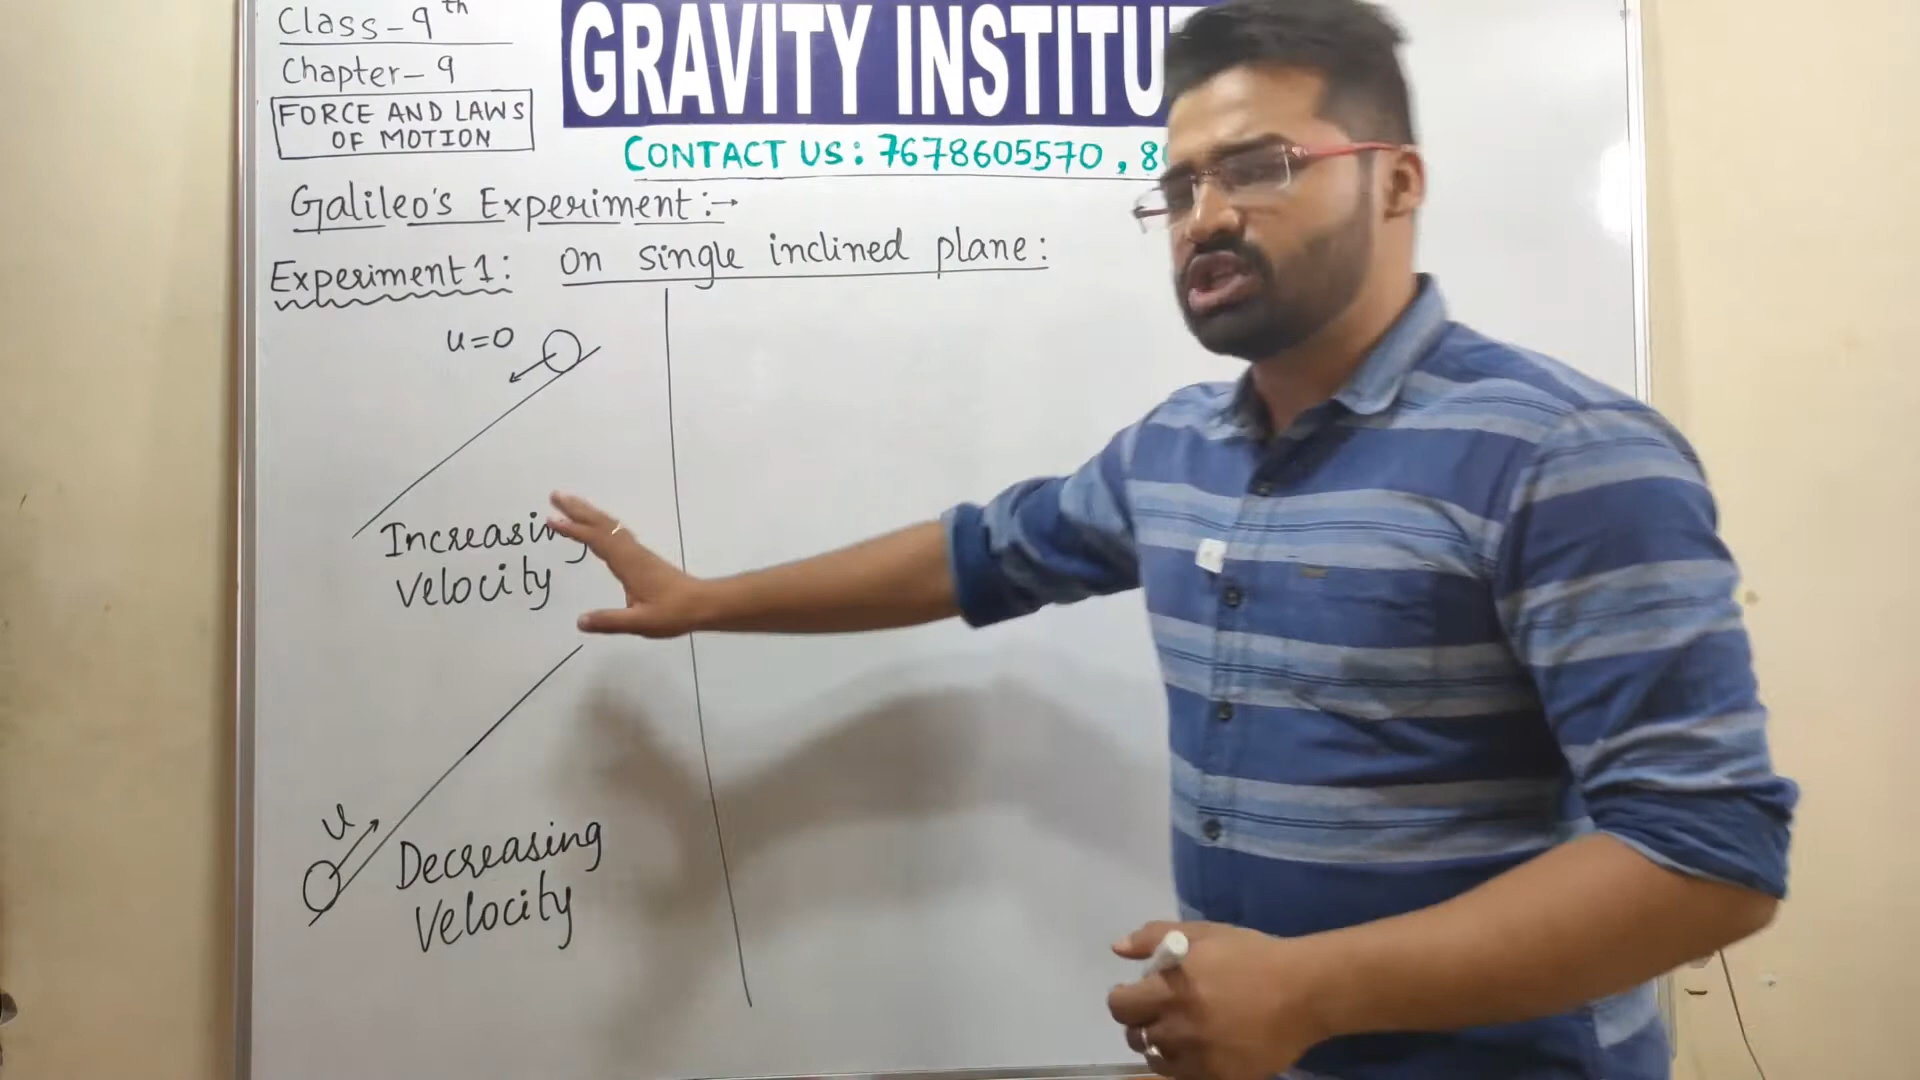 Class-9th
Chapter-9
FORCE AND LAWS
OF MOTION
GRAVITY INSTITU
CONTACT US: 7678605570, 8
Galileo's Experiment:→
Experiment 1: On single inclined plane:
u=0
Increasing
velocity
u
Decreasing
Velocity